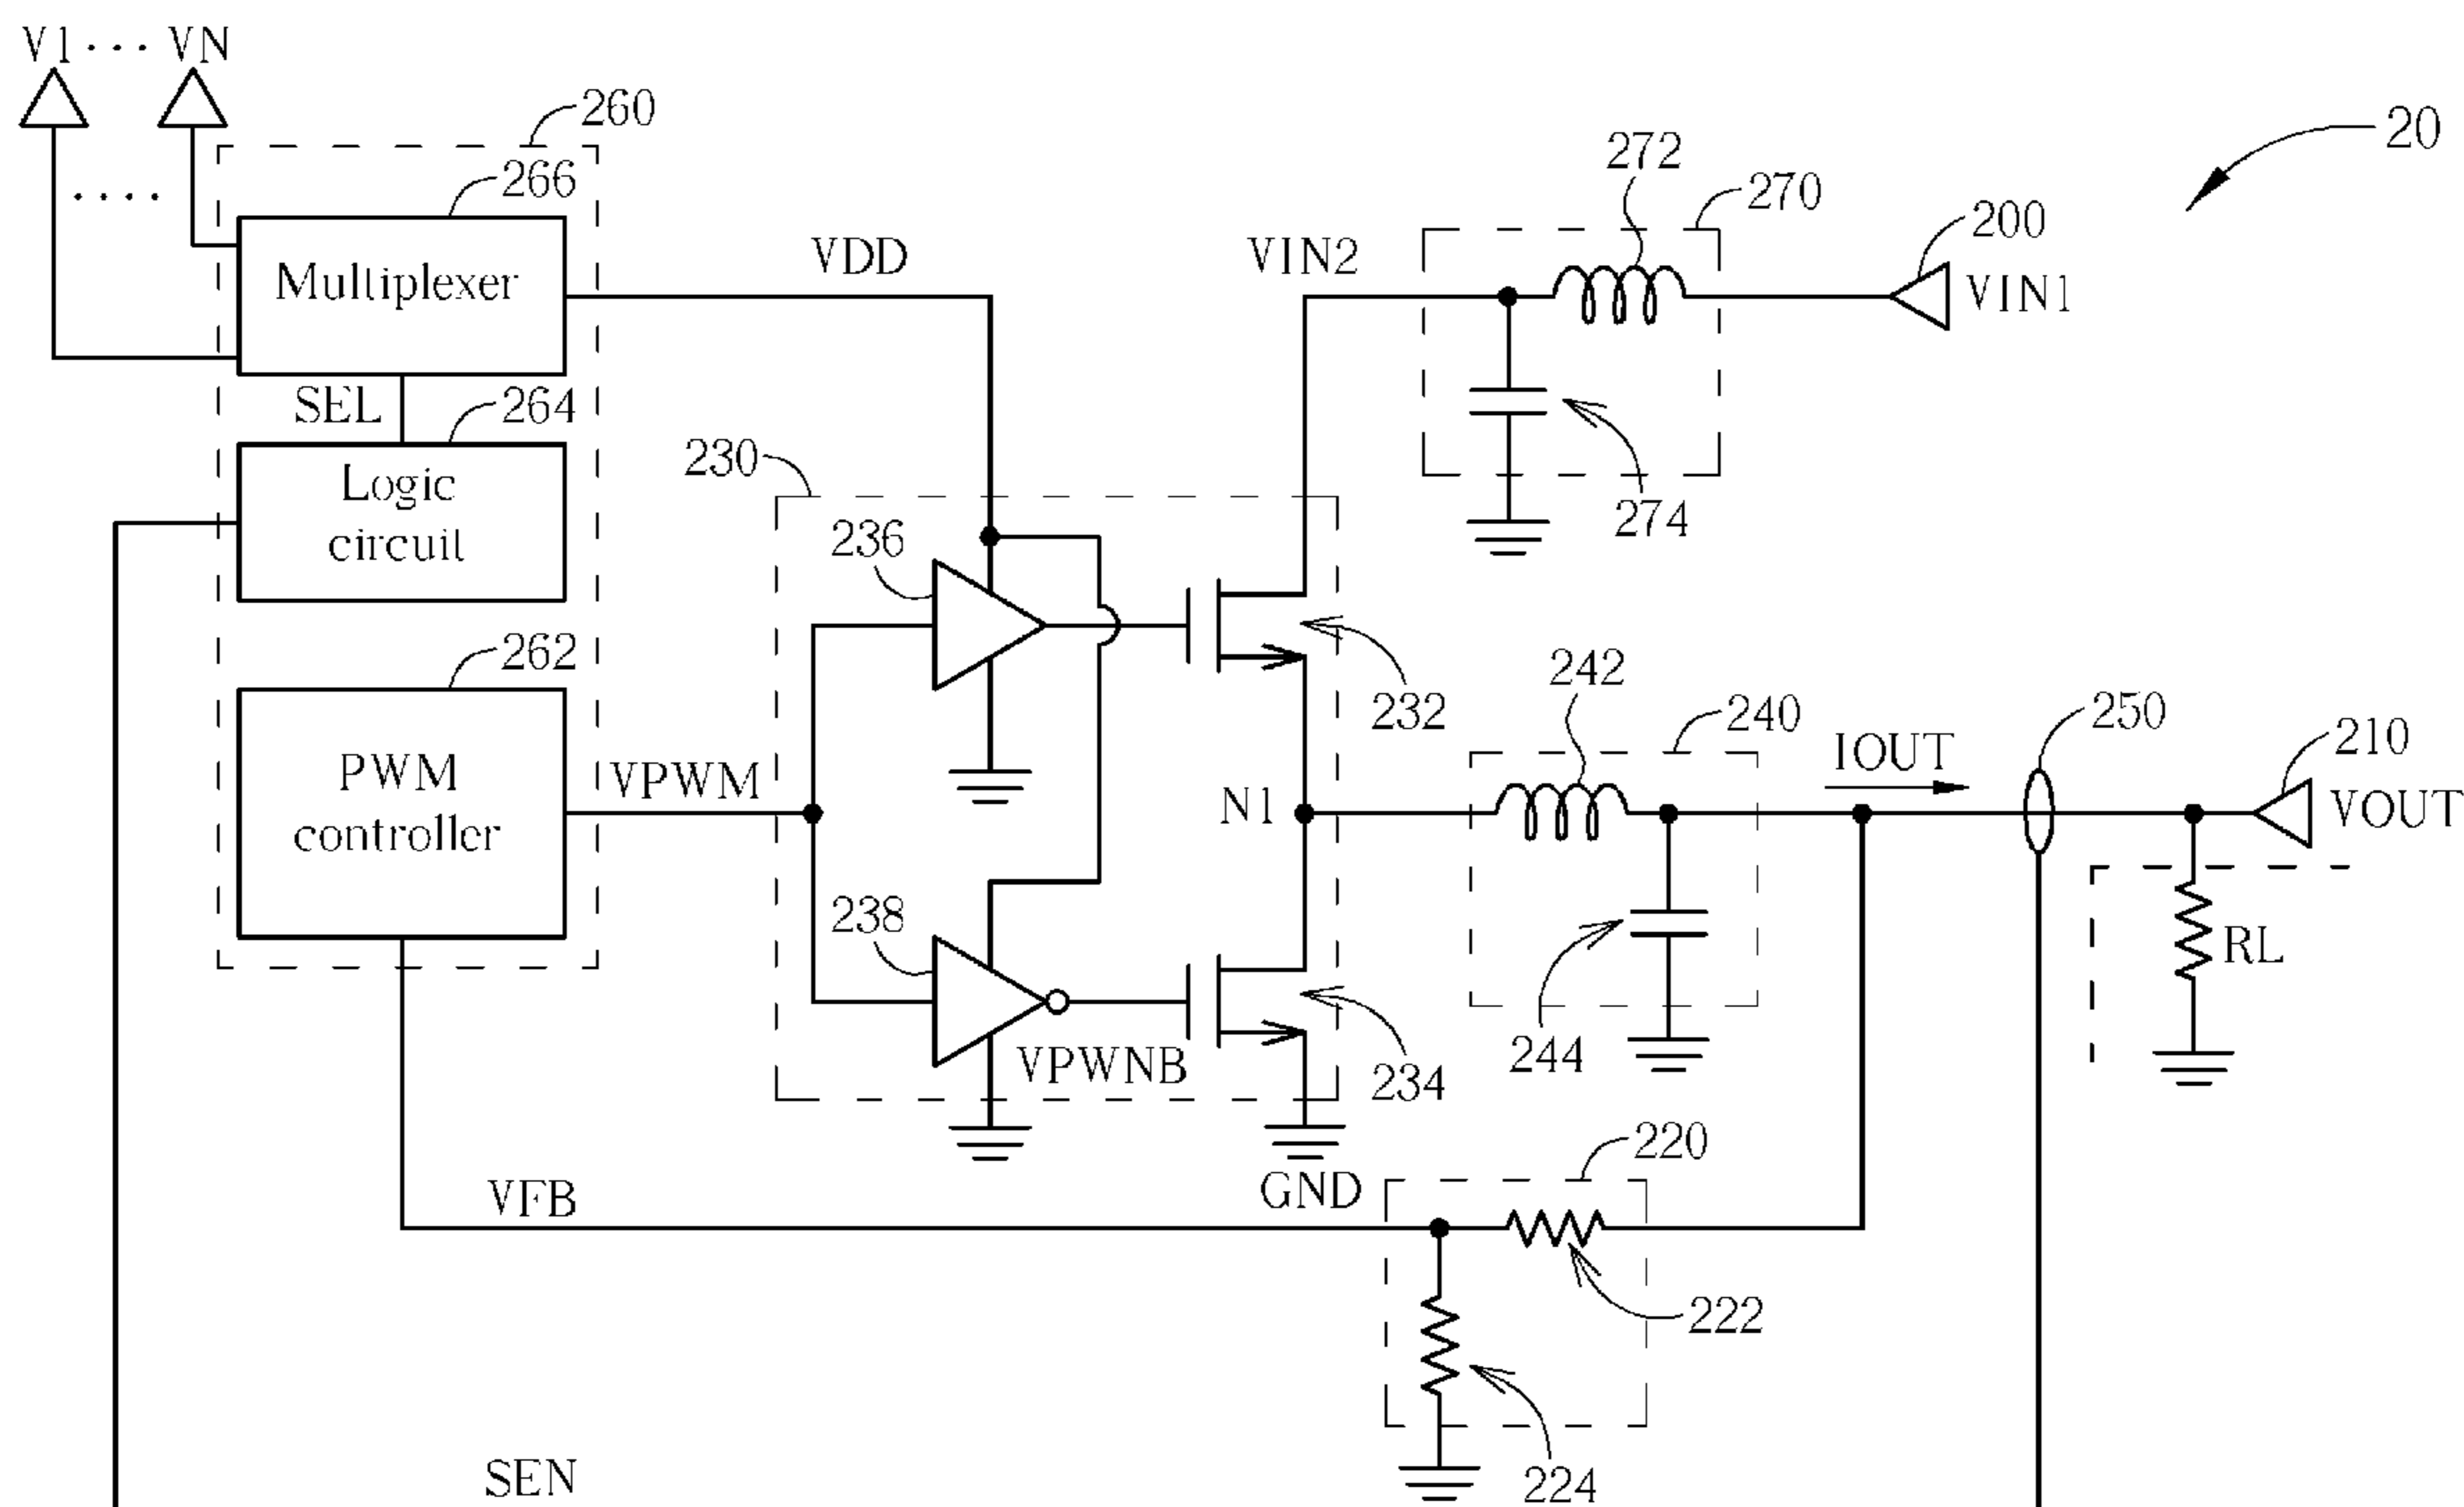 V1 ··· VN
260
20
272
266
270
200
VDD
VIN2
Multiplexer
VIN1
SEL
264
230
Logic
circuit
274
236
262
242
232
240
250
210
IOUT
PWM
controller
VPWM
N1
VOUT
238
RL
VPWNB
244
234
220
GND
VFB
222
SEN
224